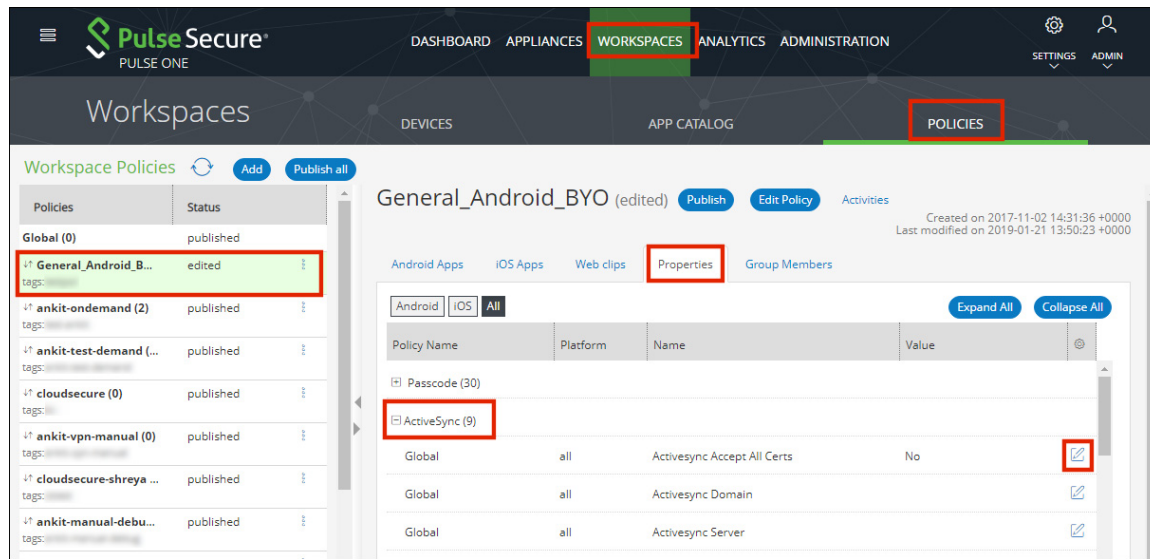 Pulse Secure
PULSE ONE
DASHBOARD APPLIANCES WORKSPACES ANALYTICS ADMINISTRATION
SETTINGS ADMIN
Workspaces
DEVICES APP CATALOG POLICIES
Workspace Policies Add Publish all
Policies Status
Global (0) published
General_Android_B... edited
tags:
ankit-ondemand (2) published
tags:
ankit-test-demand (... published
tags:
cloudsecure (0) published
tags:
ankit-vpn-manual (0) published
tags:
cloudsecure-shreya ... published
tags:
ankit-manual-debu... published
tags:
General_Android_BYO (edited) Publish Edit Policy Activities
Created on 2017-11-02 14:31:36 +0000
Last modified on 2019-01-21 13:50:23 +0000
Android Apps iOS Apps Web clips Properties Group Members
Android iOS All Expand All Collapse All
Policy Name Platform Name Value
Passcode (30)
ActiveSync (9)
Global all Activesync Accept All Certs No
Global all Activesync Domain
Global all Activesync Server